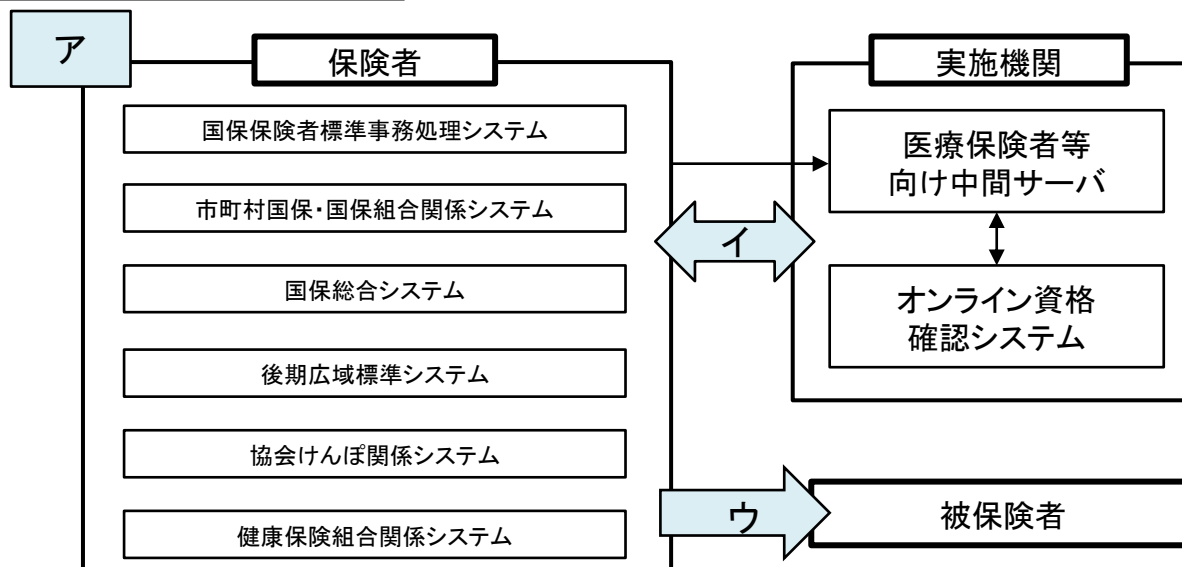 ア
保険者
国保保険者標準事務処理システム
市町村国保・国保組合関係システム
国保総合システム
後期広域標準システム
協会けんぽ関係システム
健康保険組合関係システム
イ
ウ
実施機関
医療保険者等
向け中間サーバ
オンライン資格
確認システム
被保険者